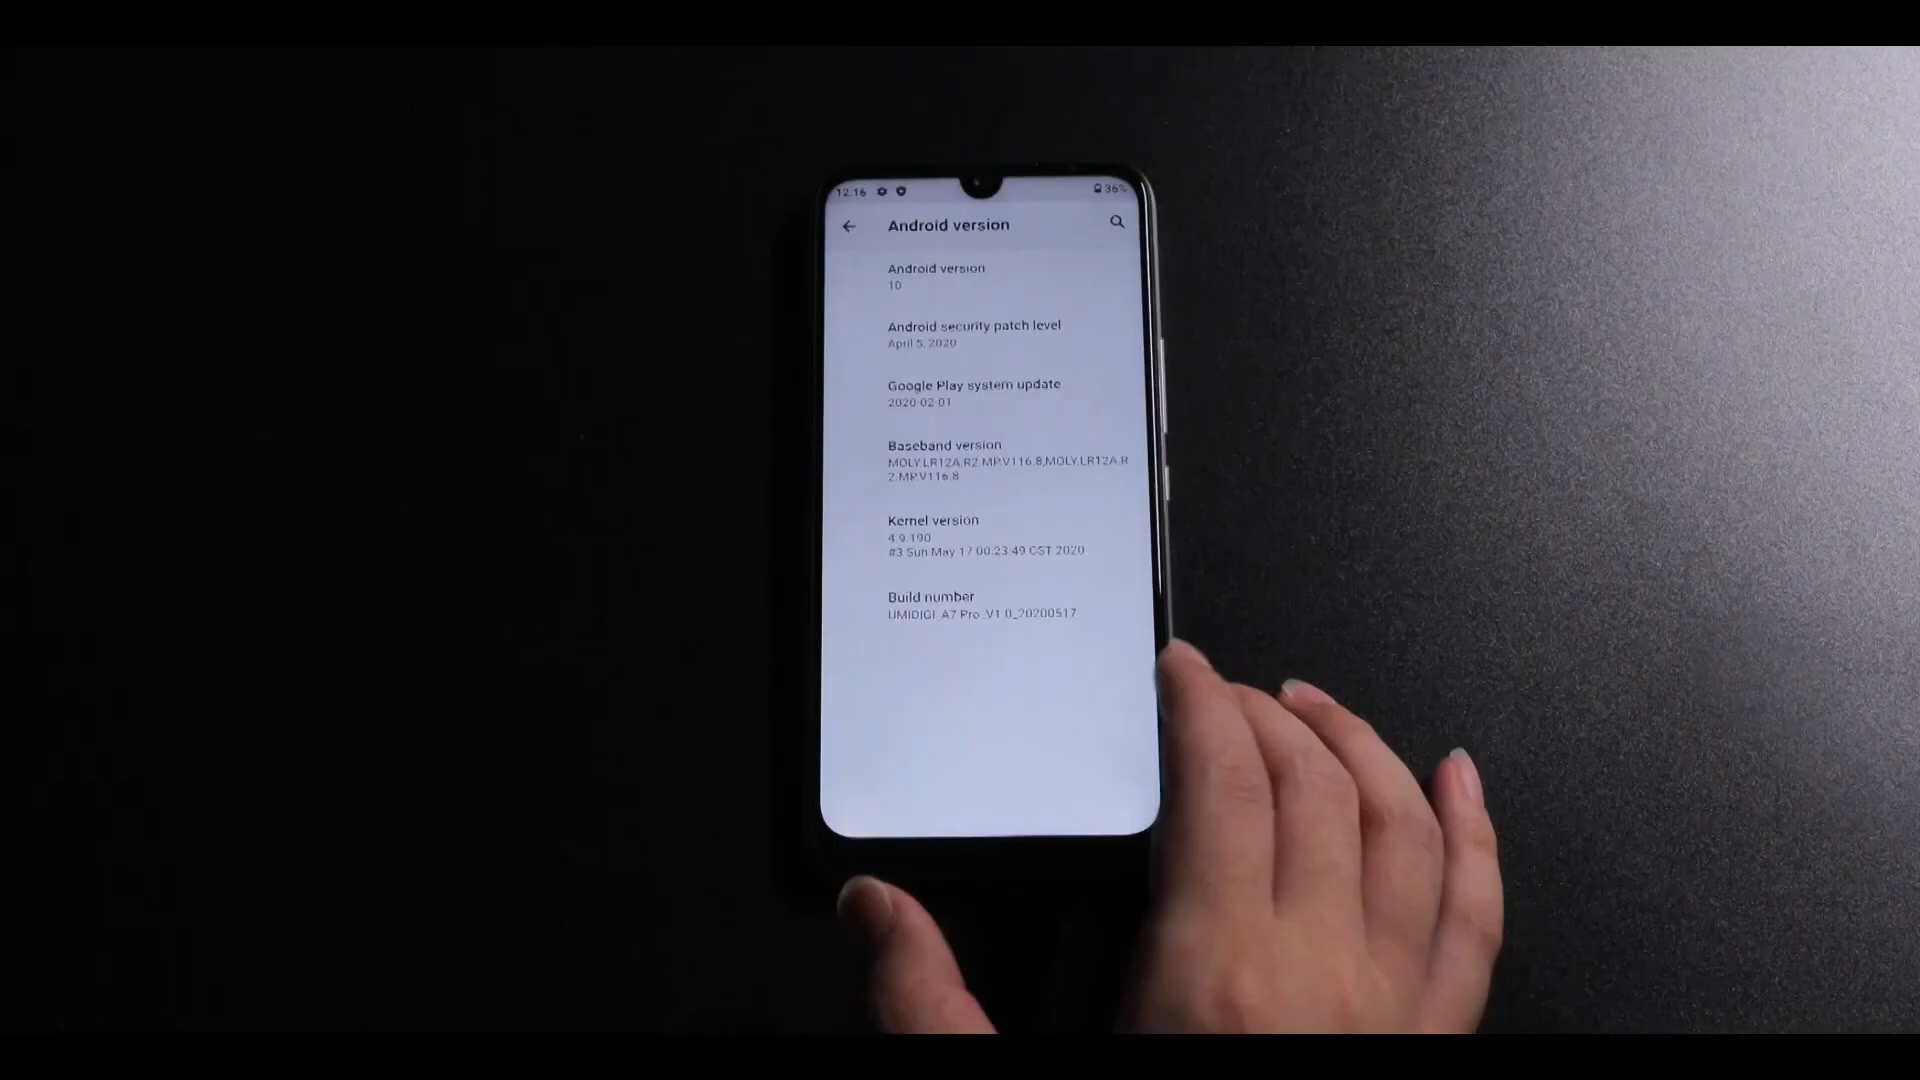 12:16
36%
Android version
Android version
10
Android security patch level
April 5, 2020
Google Play system update
2020-02-01
Baseband version
MOLY.LR12A.R2.MP.V116.8,MOLY.LR12A.R
2.MP.V116.8
Kernel version
4.9.190
#3 Sun May 17 00:23:49 CST 2020
Build number
UMIDIGI_A7 Pro_V1.0_20200517